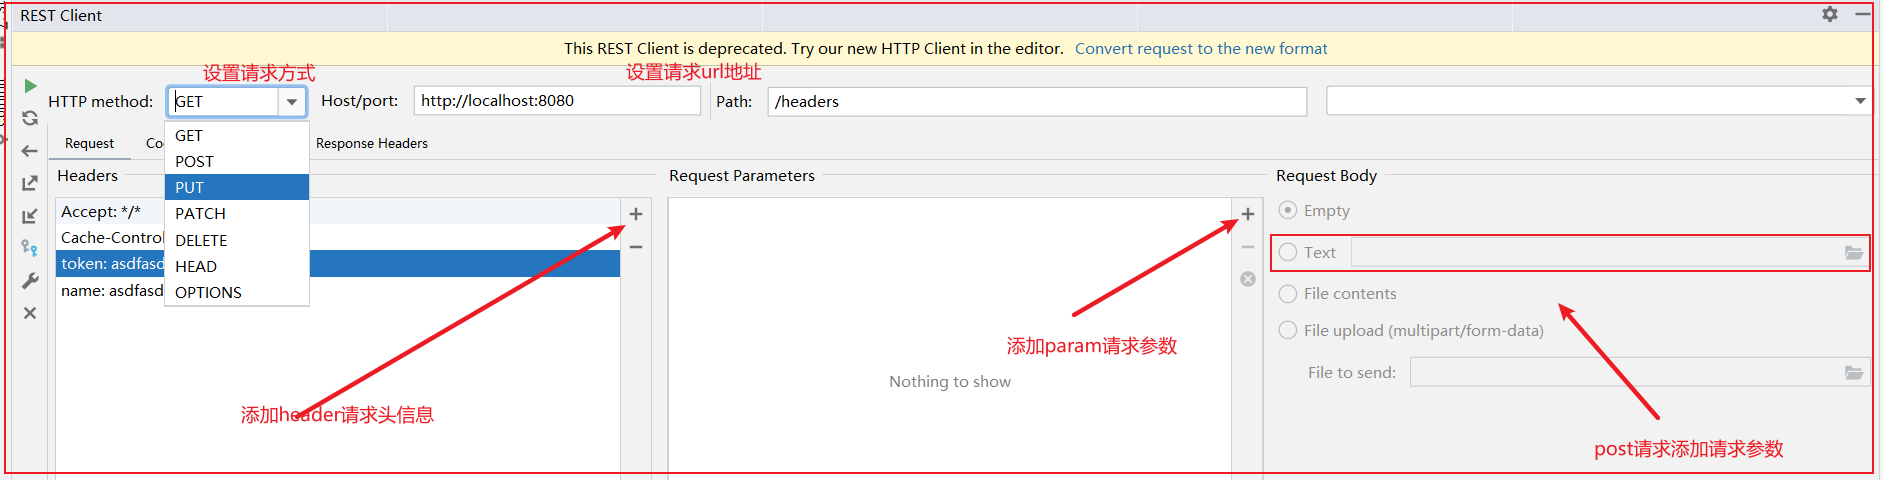 REST Client
This REST Client is deprecated. Try our new HTTP Client in the editor. Convert request to the new format
设置请求方式
设置请求url地址
HTTP method: GET Host/port: http://localhost:8080 Path: /headers
GET
POST
PUT
PATCH
DELETE
HEAD
OPTIONS
Request Co Response Headers
Headers
Accept: */*
Cache-Control
token: asdfasd
name: asdfasd
添加header请求头信息
Request Parameters
Nothing to show
添加param请求参数
Request Body
Empty
Text
File contents
File upload (multipart/form-data)
File to send:
post请求添加请求参数